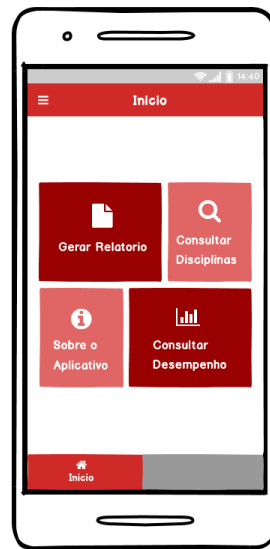 14:40
Inicio
Gerar Relatorio
Consultar
Disciplinas
Sobre o
Aplicativo
Consultar
Desempenho
Inicio